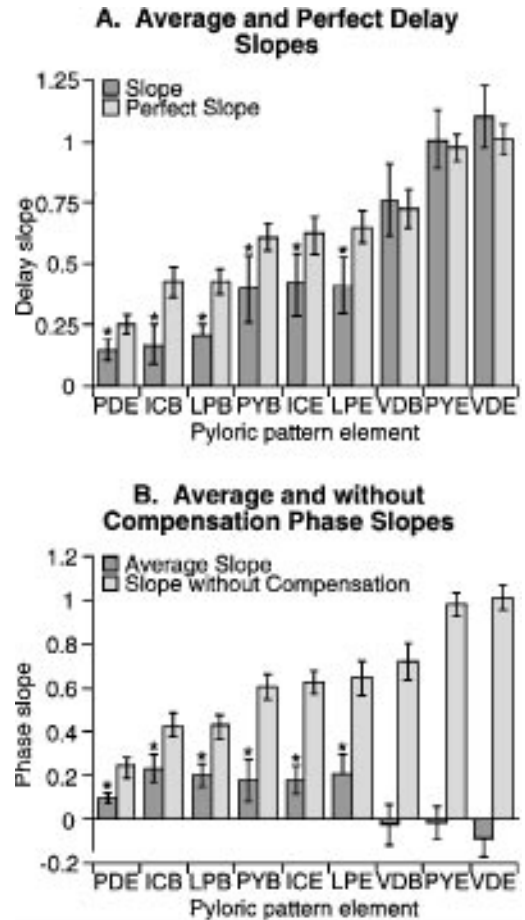 A. Average and Perfect Delay
Slopes
1.25
Slope
Perfect Slope
1
0.75
0.5
0.25
0
Delay slope
* * * * * *
PDE ICB LPB PYB ICE LPE VDB PYE VDE
Pyloric pattern element
B. Average and without
Compensation Phase Slopes
1.2
Average Slope
Slope without Compensation
1
0.8
0.6
0.4
0.2
0
-0.2
Phase slope
* * * * * *
PDE ICB LPB PYB ICE LPE VDB PYE VDE
Pyloric pattern element